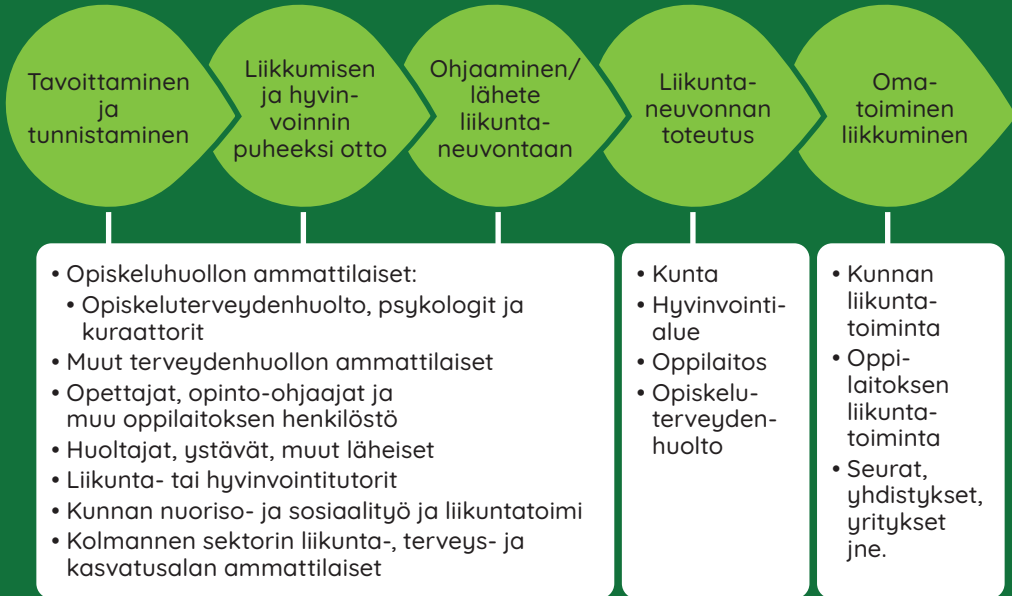 Tavoittaminen
ja
tunnistaminen
Liikkumisen
ja hyvin-
voinnin
puheeksi otto
Ohjaaminen/
lähete
liikunta-
neuvontaan
Liikunta-
neuvonnan
toteutus
Oma-
toiminen
liikkuminen
• Opiskeluhuollon ammattilaiset:
• Opiskeluterveydenhuolto, psykologit ja
kuraattorit
• Muut terveydenhuollon ammattilaiset
• Opettajat, opinto-ohjaajat ja
muu oppilaitoksen henkilöstö
• Huoltajat, ystävät, muut läheiset
• Liikunta- tai hyvinvointitutorit
• Kunnan nuoriso- ja sosiaalityö ja liikuntatoimi
• Kolmannen sektorin liikunta-, terveys- ja
kasvatusalan ammattilaiset
• Kunta
• Hyvinvointi-
alue
• Oppilaitos
• Opiskelu-
terveyden-
huolto
• Kunnan
liikunta-
toiminta
• Oppi-
laitoksen
liikunta-
toiminta
• Seurat,
yhdistykset,
yritykset
jne.